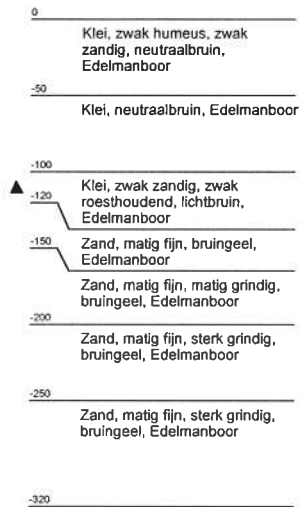 0
Klei, zwak humeus, zwak
zandig, neutraalbruin,
Edelmanboor
-50
Klei, neutraalbruin, Edelmanboor
-100
Klei, zwak zandig, zwak
roesthoudend, lichtbruin,
Edelmanboor
-120
Zand, matig fijn, bruingeel,
Edelmanboor
-150
Zand, matig fijn, matig grindig,
bruingeel, Edelmanboor
-200
Zand, matig fijn, sterk grindig,
bruingeel, Edelmanboor
-250
Zand, matig fijn, sterk grindig,
bruingeel, Edelmanboor
-320